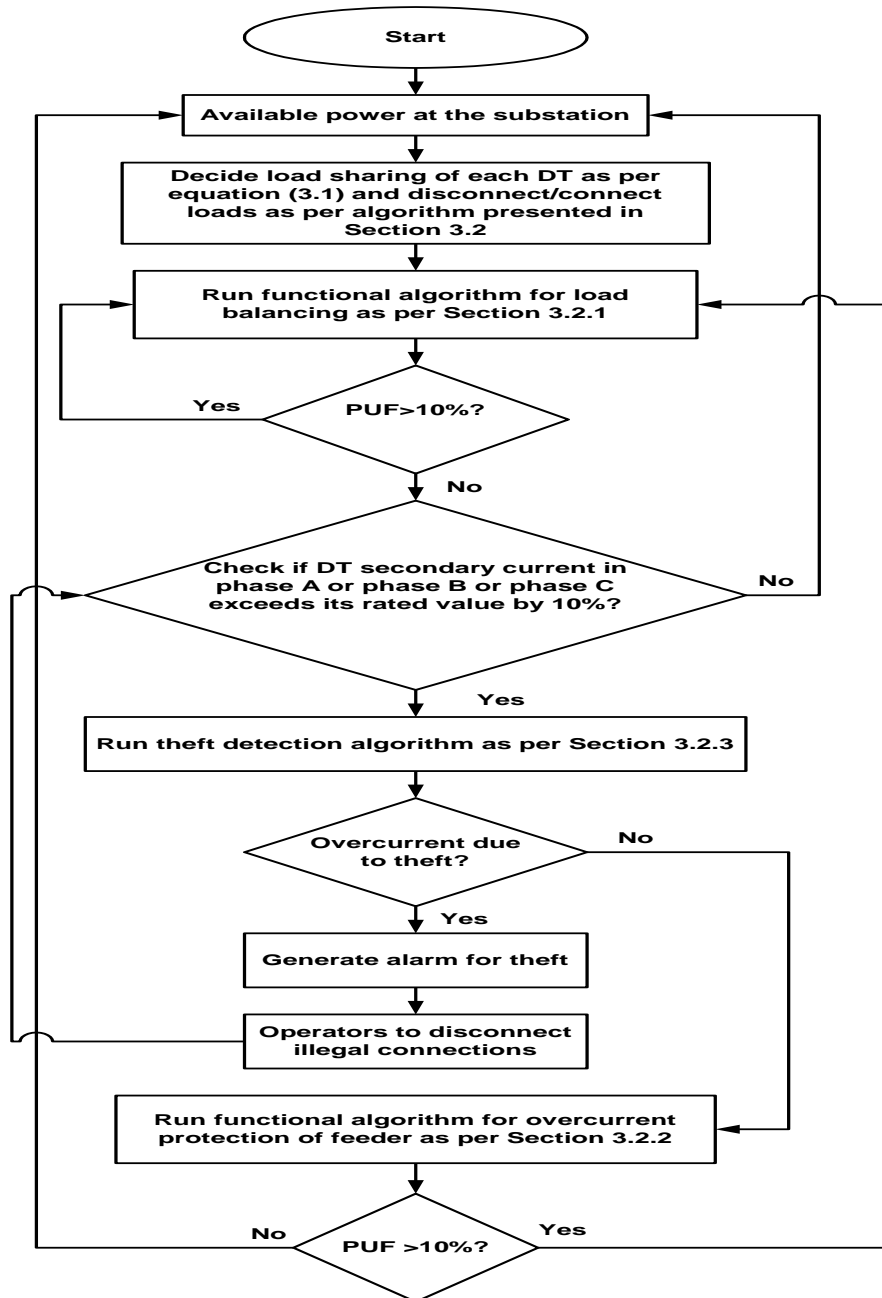 Start
Available power at the substation
Decide load sharing of each DT as per
equation (3.1) and disconnect/connect
loads as per algorithm presented in
Section 3.2
Run functional algorithm for load
balancing as per Section 3.2.1
Yes
PUF>10%?
No
Check if DT secondary current in
phase A or phase B or phase C
exceeds its rated value by 10%?
No
Yes
Run theft detection algorithm as per Section 3.2.3
Overcurrent due
to theft?
No
Yes
Generate alarm for theft
Operators to disconnect
illegal connections
Run functional algorithm for overcurrent
protection of feeder as per Section 3.2.2
No
PUF >10%?
Yes